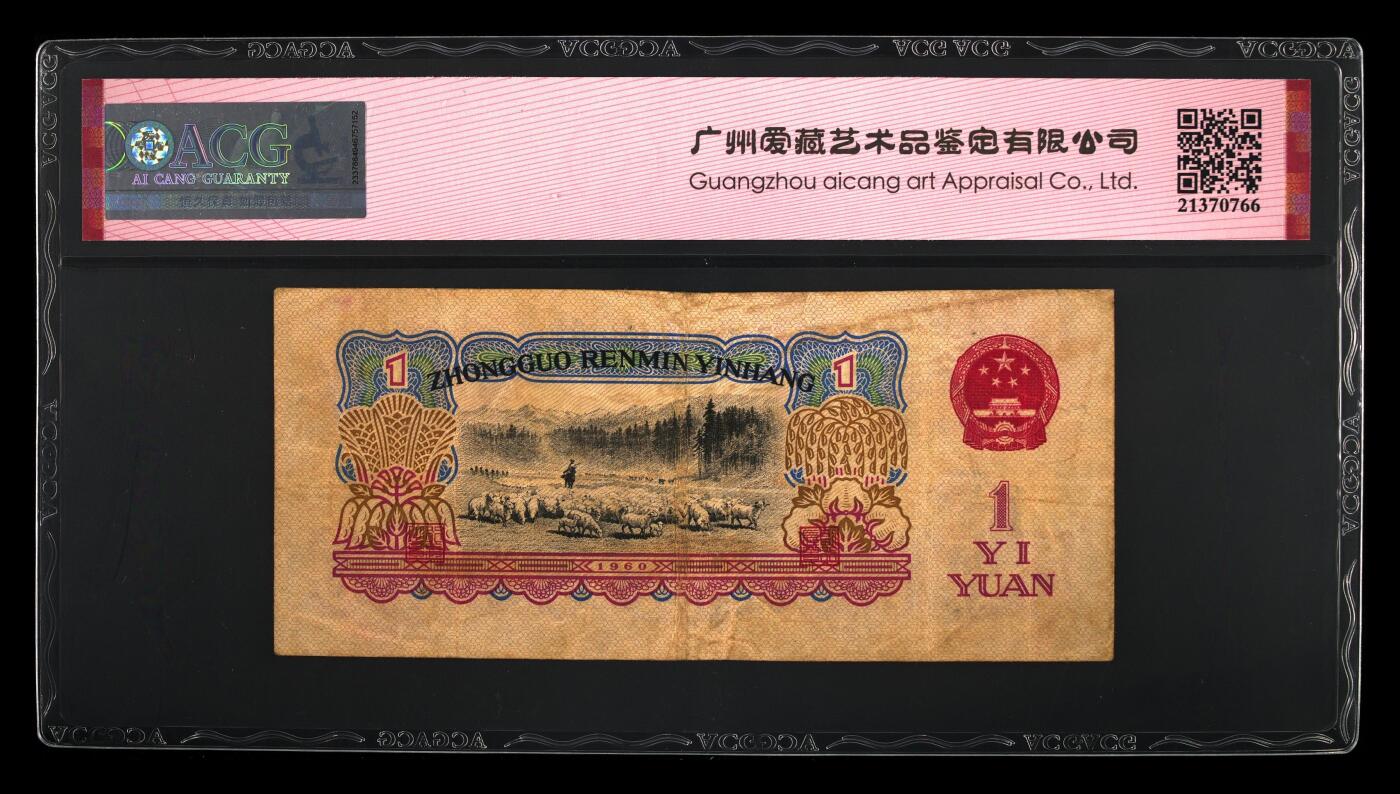 ACG
AI CANG GUARANTY
广州爱藏艺术品鉴定有限公司
Guangzhou aicang art Appraisal Co., Ltd.
21370766
ZHONGGUO RENMIN YINHANG
1
1
1960
1
YI
YUAN